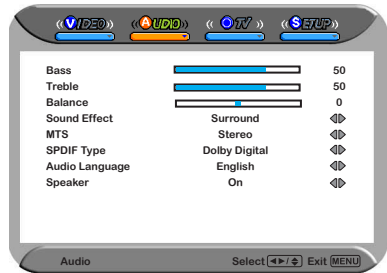 VIDEO AUDIO TV SETUP
Bass 50
Treble 50
Balance 0
Sound Effect Surround
MTS Stereo
SPDIF Type Dolby Digital
Audio Language English
Speaker On
Audio Select / Exit MENU